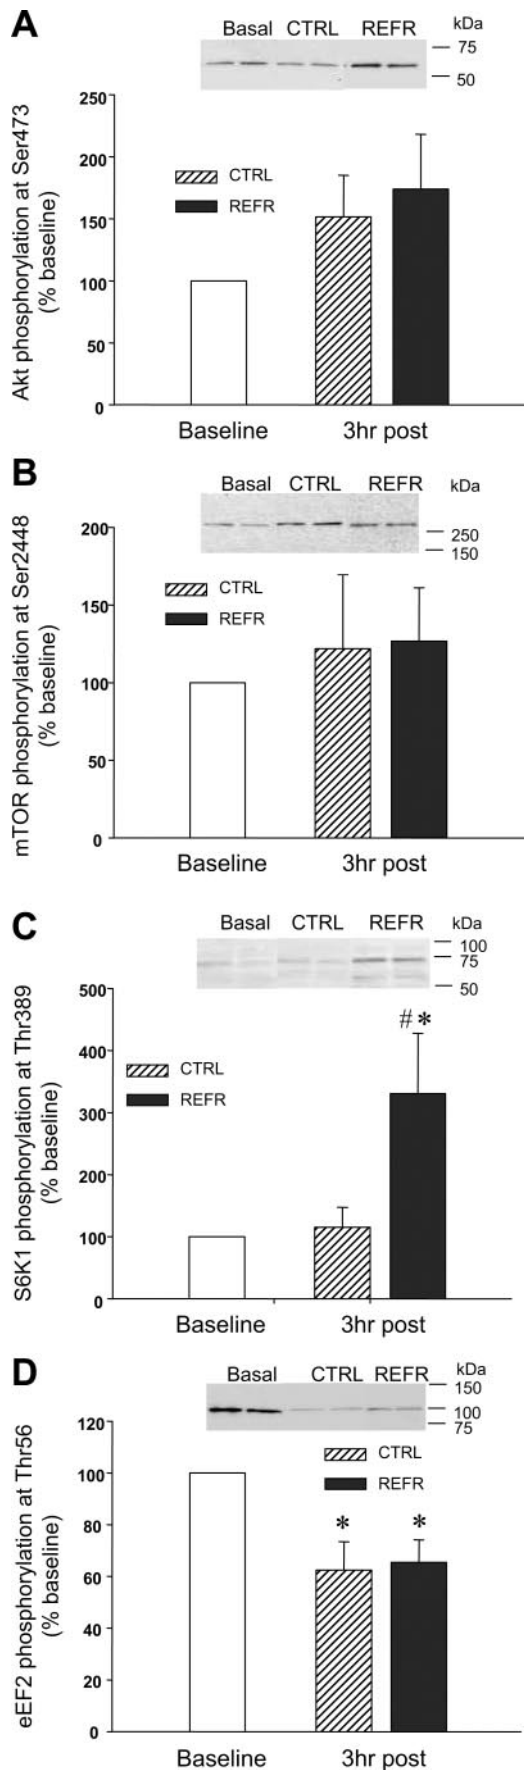 A
Basal CTRL REFR kDa
75
50
Akt phosphorylation at Ser473
(% baseline)
250
200
150
100
50
0
CTRL
REFR
Baseline 3hr post
B
Basal CTRL REFR kDa
250
150
mTOR phosphorylation at Ser2448
(% baseline)
200
150
100
50
0
CTRL
REFR
Baseline 3hr post
C
Basal CTRL REFR kDa
100
75
50
S6K1 phosphorylation at Thr389
(% baseline)
500
400
300
200
100
0
# *
CTRL
REFR
Baseline 3hr post
D
Basal CTRL REFR kDa
150
100
75
eEF2 phosphorylation at Thr56
(% baseline)
120
100
80
60
40
20
0
CTRL
REFR
* *
Baseline 3hr post